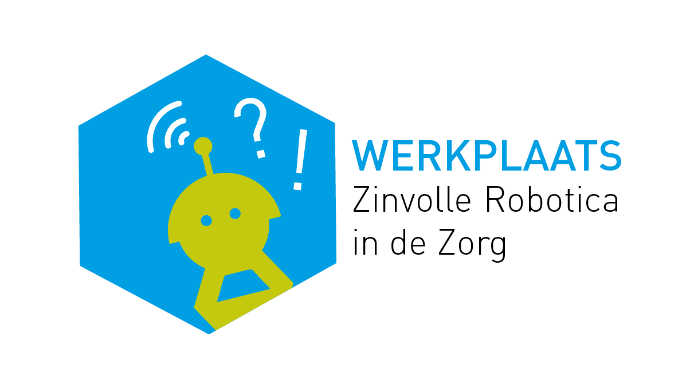 ? !
WERKPLAATS
Zinvolle Robotica
in de Zorg